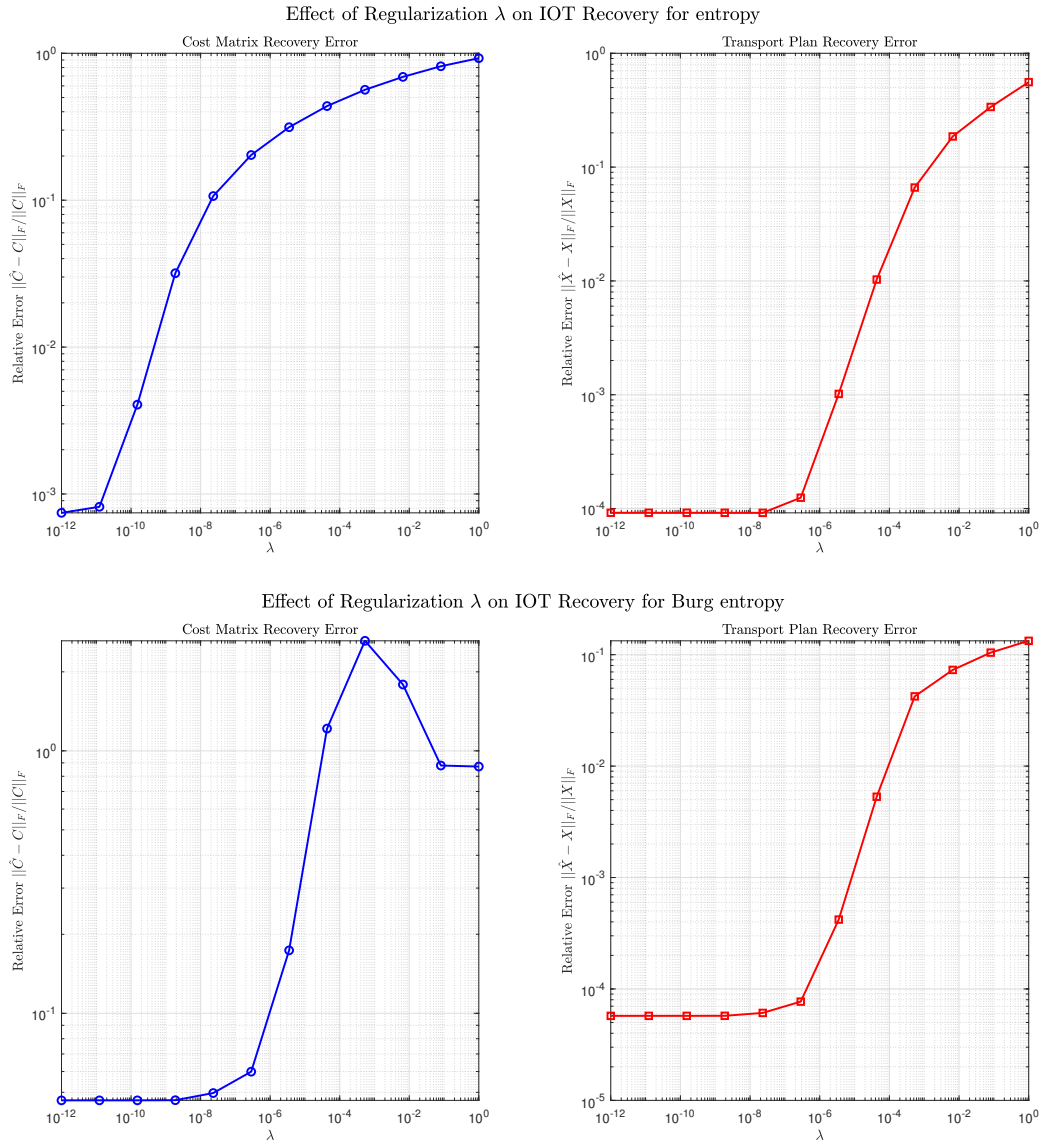 Effect of Regularization λ on IOT Recovery for entropy
Cost Matrix Recovery Error
Relative Error ||Ĉ − C||_F/||C||_F
10^0
10^-1
10^-2
10^-3
10^-12 10^-10 10^-8 10^-6 10^-4 10^-2 10^0
λ
Transport Plan Recovery Error
Relative Error ||X̂ − X||_F/||X||_F
10^0
10^-1
10^-2
10^-3
10^-4
10^-12 10^-10 10^-8 10^-6 10^-4 10^-2 10^0
λ
Effect of Regularization λ on IOT Recovery for Burg entropy
Cost Matrix Recovery Error
Relative Error ||Ĉ − C||_F/||C||_F
10^0
10^-1
10^-12 10^-10 10^-8 10^-6 10^-4 10^-2 10^0
λ
Transport Plan Recovery Error
Relative Error ||X̂ − X||_F/||X||_F
10^-1
10^-2
10^-3
10^-4
10^-5
10^-12 10^-10 10^-8 10^-6 10^-4 10^-2 10^0
λ